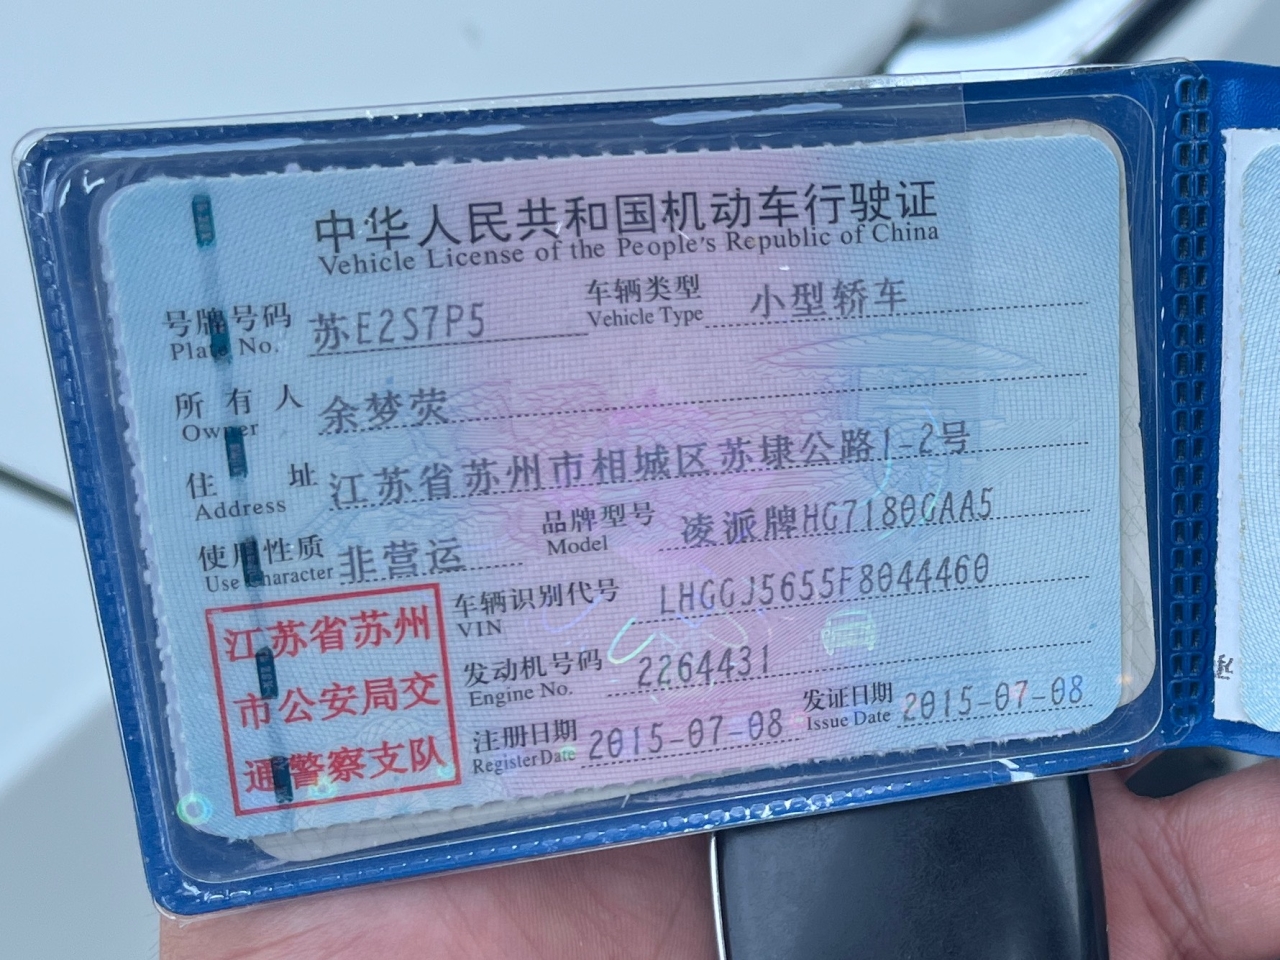 中华人民共和国机动车行驶证
Vehicle License of the People's Republic of China
号牌号码 苏E2S7P5 车辆类型 小型轿车
Plate No. Vehicle Type
所有人 余梦荧
Owner
住址 江苏省苏州市相城区苏埭公路1-2号
Address
使用性质 非营运 品牌型号 凌派牌HG7180GAA5
Use Character Model
江苏省苏州
市公安局交
通警察支队
车辆识别代号 LHGGJ5655F8044460
VIN
发动机号码 2264431
Engine No.
注册日期 2015-07-08 发证日期 2015-07-08
Register Date Issue Date